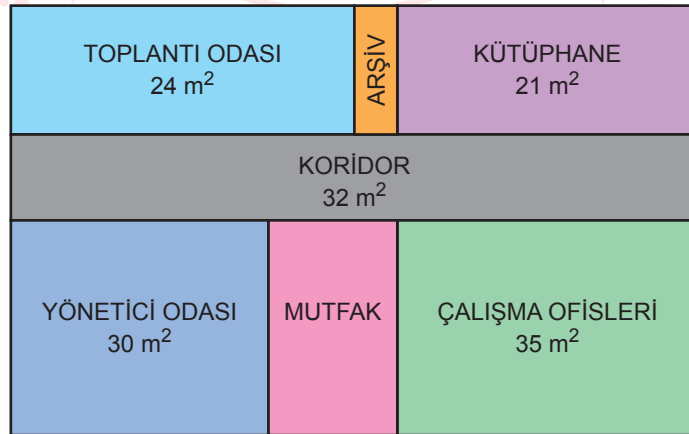 TOPLANTI ODASI
24 m²
ARŞİV
KÜTÜPHANE
21 m²
KORİDOR
32 m²
YÖNETİCİ ODASI
30 m²
MUTFAK
ÇALIŞMA OFİSLERİ
35 m²